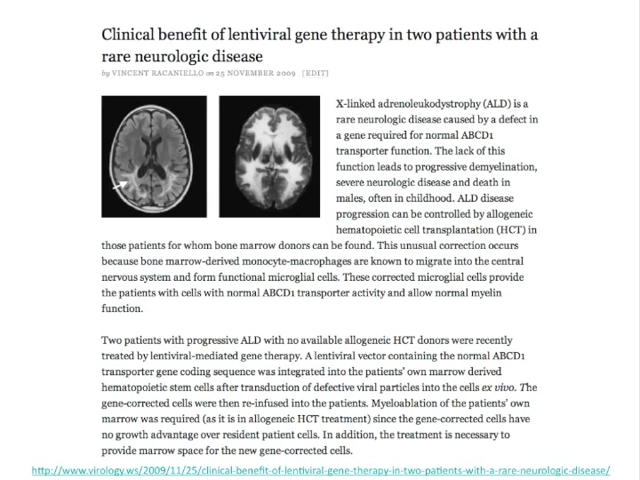 Clinical benefit of lentiviral gene therapy in two patients with a
rare neurologic disease
by VINCENT RACANIELLO on 25 NOVEMBER 2009 [EDIT]
X-linked adrenoleukodystrophy (ALD) is a
rare neurologic disease caused by a defect in
a gene required for normal ABCD1
transporter function. The lack of this
function leads to progressive demyelination,
severe neurologic disease and death in
males, often in childhood. ALD disease
progression can be controlled by allogeneic
hematopoietic cell transplantation (HCT) in
those patients for whom bone marrow donors can be found. This unusual correction occurs
because bone marrow-derived monocyte-macrophages are known to migrate into the central
nervous system and form functional microglial cells. These corrected microglial cells provide
the patients with cells with normal ABCD1 transporter activity and allow normal myelin
function.
Two patients with progressive ALD with no available allogeneic HCT donors were recently
treated by lentiviral-mediated gene therapy. A lentiviral vector containing the normal ABCD1
transporter gene coding sequence was integrated into the patients' own marrow derived
hematopoietic stem cells after transduction of defective viral particles into the cells ex vivo. The
gene-corrected cells were then re-infused into the patients. Myeloablation of the patients' own
marrow was required (as it is in allogeneic HCT treatment) since the gene-corrected cells have
no growth advantage over resident patient cells. In addition, the treatment is necessary to
provide marrow space for the new gene-corrected cells.
http://www.virology.ws/2009/11/25/clinical-benefit-of-lentiviral-gene-therapy-in-two-patients-with-a-rare-neurologic-disease/